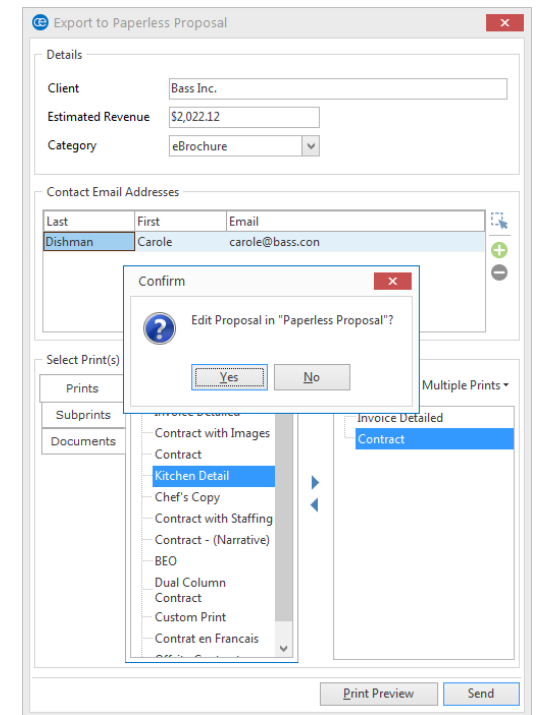 Export to Paperless Proposal
Details
Client Bass Inc.
Estimated Revenue $2,022.12
Category eBrochure
Contact Email Addresses
Last First Email
Dishman Carole carole@bass.con
Confirm
Edit Proposal in "Paperless Proposal"?
Yes No
Select Print(s)
Multiple Prints
Prints
Subprints
Documents
Invoice Detailed
Contract with Images
Contract
Kitchen Detail
Chef's Copy
Contract with Staffing
Contract - (Narrative)
BEO
Dual Column
Contract
Custom Print
Contrat en Francais
Invoice Detailed
Contract
Print Preview Send